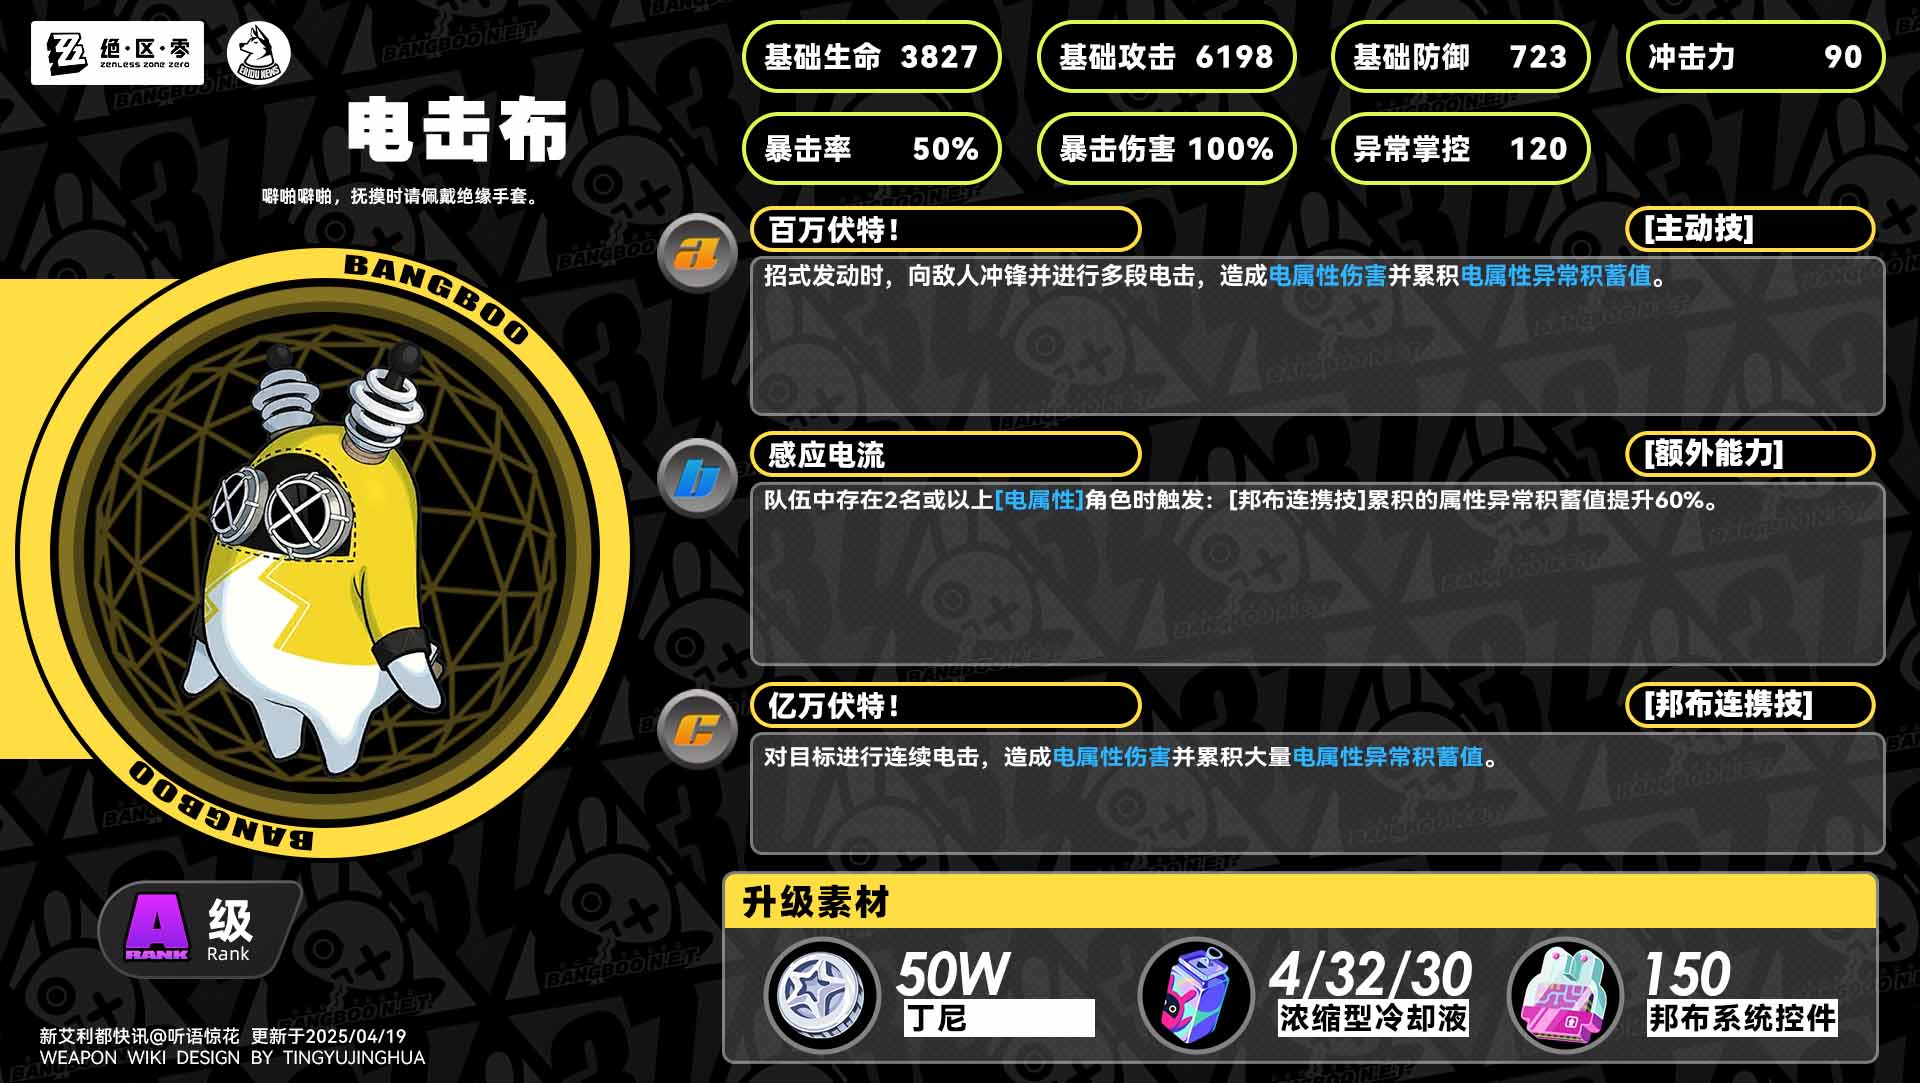 绝·区·零
ZENLESS ZONE ZERO
ERIDU NEWS
电击布
噼啪噼啪，抚摸时请佩戴绝缘手套。
基础生命 3827
基础攻击 6198
基础防御 723
冲击力 90
暴击率 50%
暴击伤害 100%
异常掌控 120
BANGBOO
BANGBOO
a
百万伏特！
[主动技]
招式发动时，向敌人冲锋并进行多段电击，造成电属性伤害并累积电属性异常积蓄值。
b
感应电流
[额外能力]
队伍中存在2名或以上[电属性]角色时触发：[邦布连携技]累积的属性异常积蓄值提升60%。
c
亿万伏特！
[邦布连携技]
对目标进行连续电击，造成电属性伤害并累积大量电属性异常积蓄值。
A
RANK
级
Rank
升级素材
50W
丁尼
4/32/30
浓缩型冷却液
150
邦布系统控件
新艾利都快讯@听语惊花 更新于2025/04/19
WEAPON WIKI DESIGN BY TINGYUJINGHUA